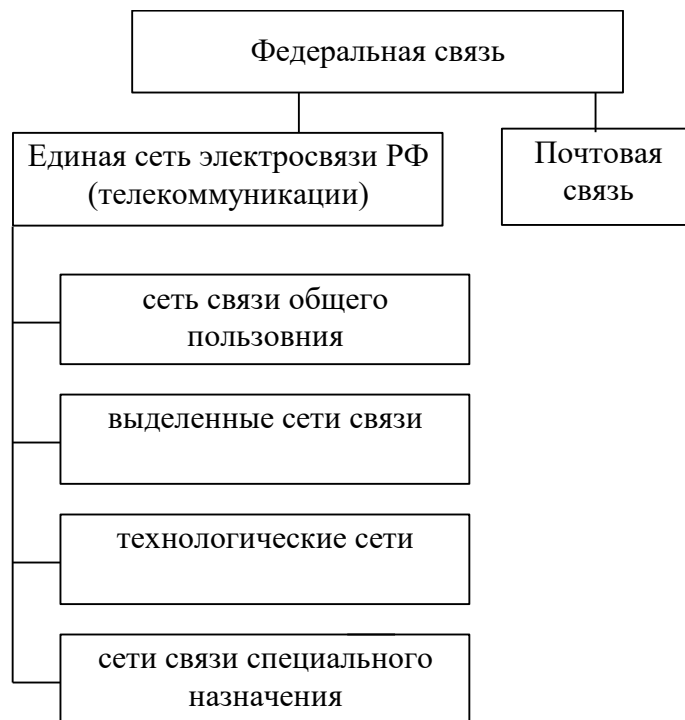 Федеральная связь
Единая сеть электросвязи РФ
(телекоммуникации)
Почтовая
связь
сеть связи общего
пользовния
выделенные сети связи
технологические сети
сети связи специального
назначения